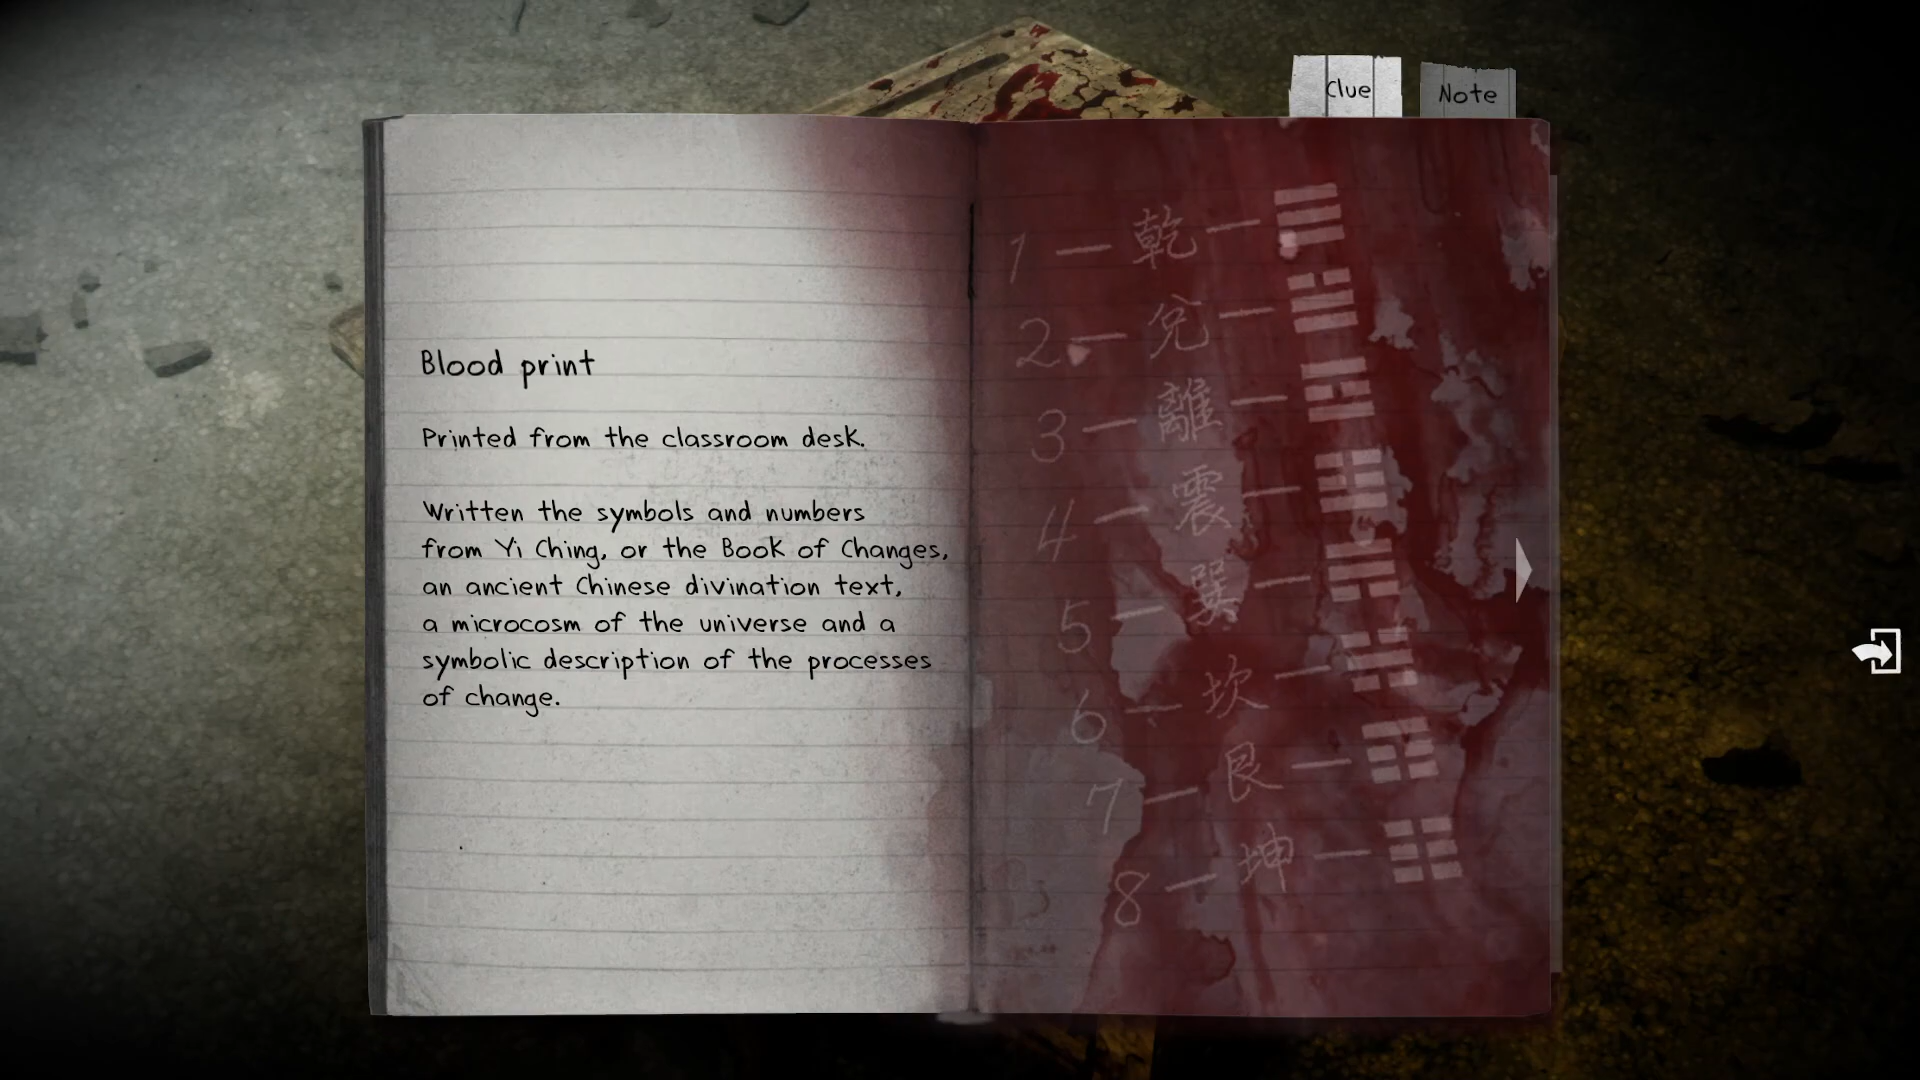 Clue
Note
Blood print
Printed from the classroom desk.
Written the symbols and numbers
from Yi Ching, or the Book of Changes,
an ancient Chinese divination text,
a microcosm of the universe and a
symbolic description of the processes
of change.
1 — 乾 — ☰
2 — 兌 — ☱
3 — 離 — ☲
4 — 震 — ☳
5 — 巽 — ☴
6 — 坎 — ☵
7 — 艮 — ☶
8 — 坤 — ☷